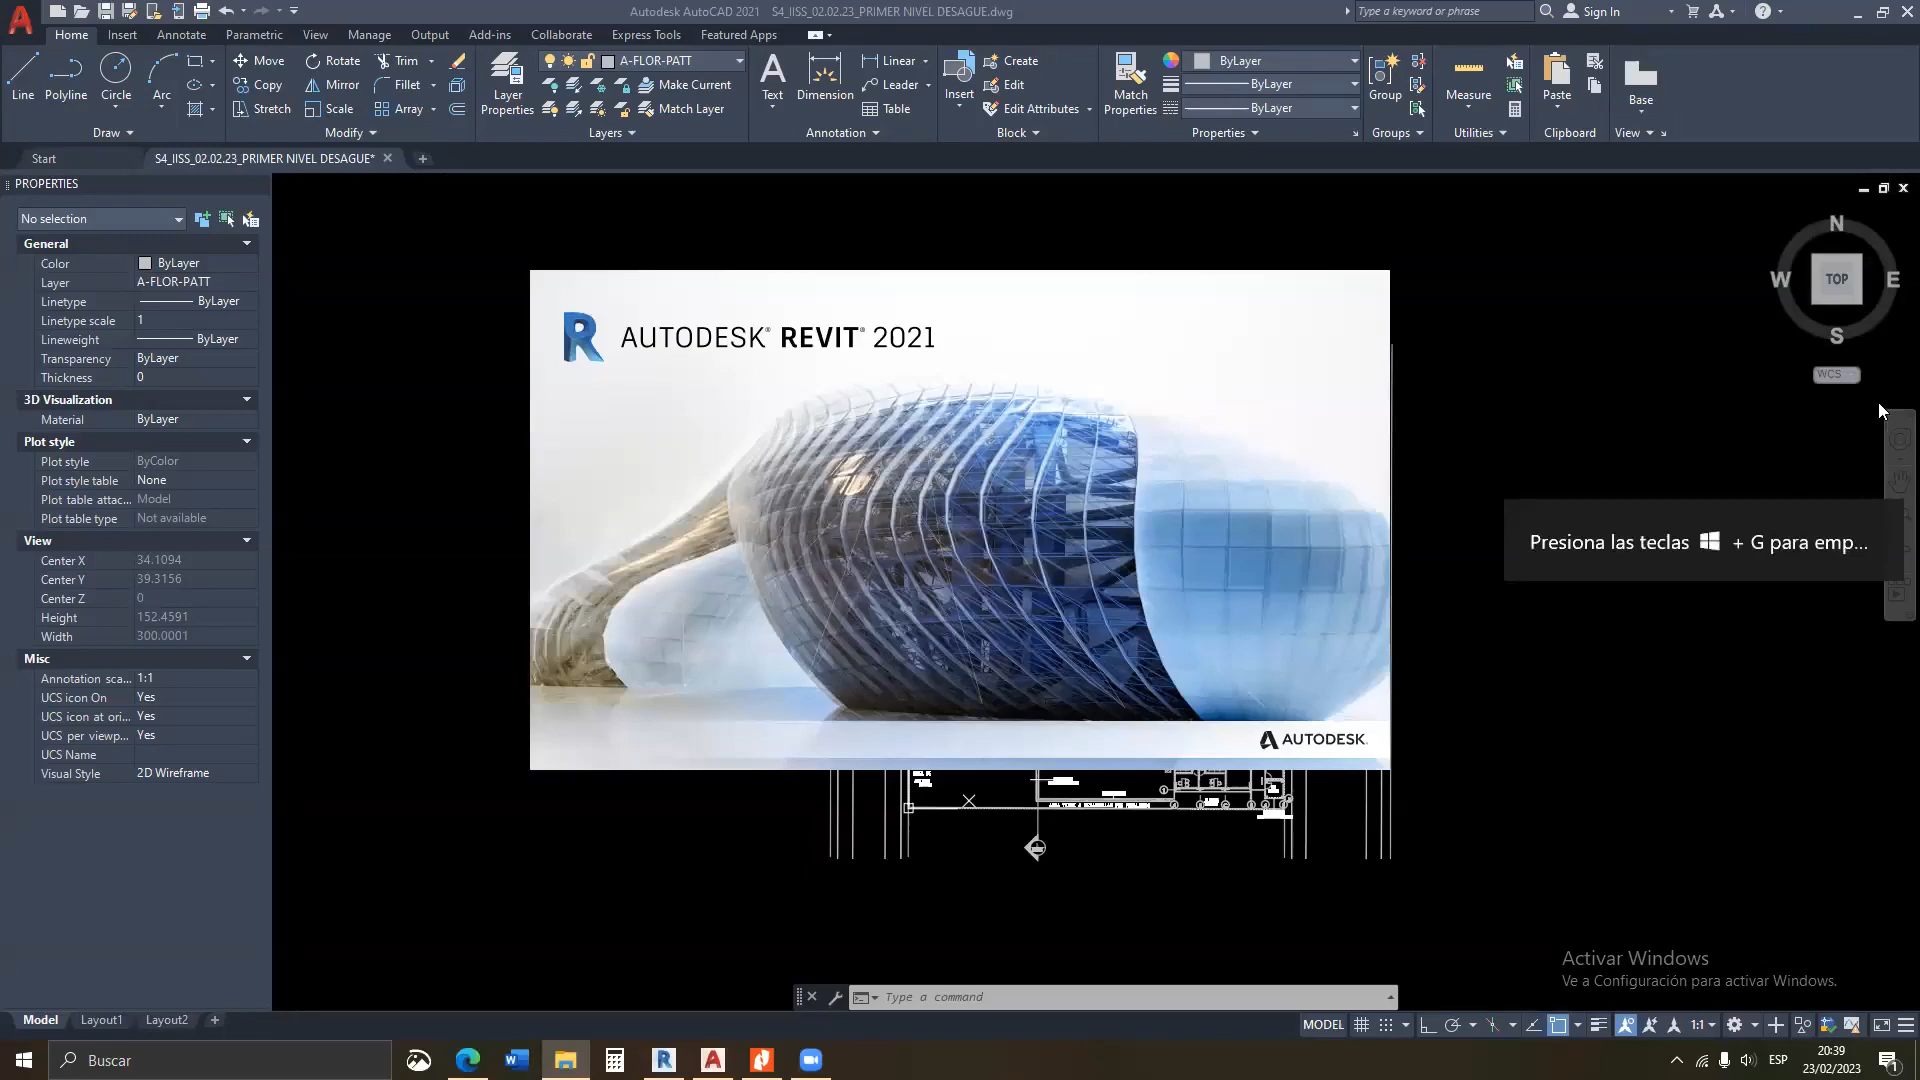 Autodesk AutoCAD 2021 S4_IISS_02.02.23_PRIMER NIVEL DESAGUE.dwg
Type a keyword or phrase
Sign In
Home Insert Annotate Parametric View Manage Output Add-ins Collaborate Express Tools Featured Apps
Line
Polyline
Circle
Arc
Draw
Move
Rotate
Trim
Copy
Mirror
Fillet
Stretch
Scale
Array
Modify
Layer
Properties
A-FLOR-PATT
Make Current
Match Layer
Layers
Text
Dimension
Linear
Leader
Table
Annotation
Insert
Create
Edit
Edit Attributes
Block
Match
Properties
ByLayer
ByLayer
ByLayer
Properties
Group
Groups
Measure
Utilities
Paste
Clipboard
Base
View
Start
S4_IISS_02.02.23_PRIMER NIVEL DESAGUE*
PROPERTIES
No selection
General
Color ByLayer
Layer A-FLOR-PATT
Linetype ByLayer
Linetype scale 1
Lineweight ByLayer
Transparency ByLayer
Thickness 0
3D Visualization
Material ByLayer
Plot style
Plot style ByColor
Plot style table None
Plot table attac... Model
Plot table type Not available
View
Center X 34.1094
Center Y 39.3156
Center Z 0
Height 152.4591
Width 300.0001
Misc
Annotation sca... 1:1
UCS icon On Yes
UCS icon at ori... Yes
UCS per viewp... Yes
UCS Name
Visual Style 2D Wireframe
R AUTODESK® REVIT® 2021
AUTODESK.
N
W TOP E
S
WCS
Presiona las teclas + G para emp...
Activar Windows
Ve a Configuración para activar Windows.
Type a command
Model Layout1 Layout2
MODEL
1:1
Buscar
ESP
20:39
23/02/2023
1